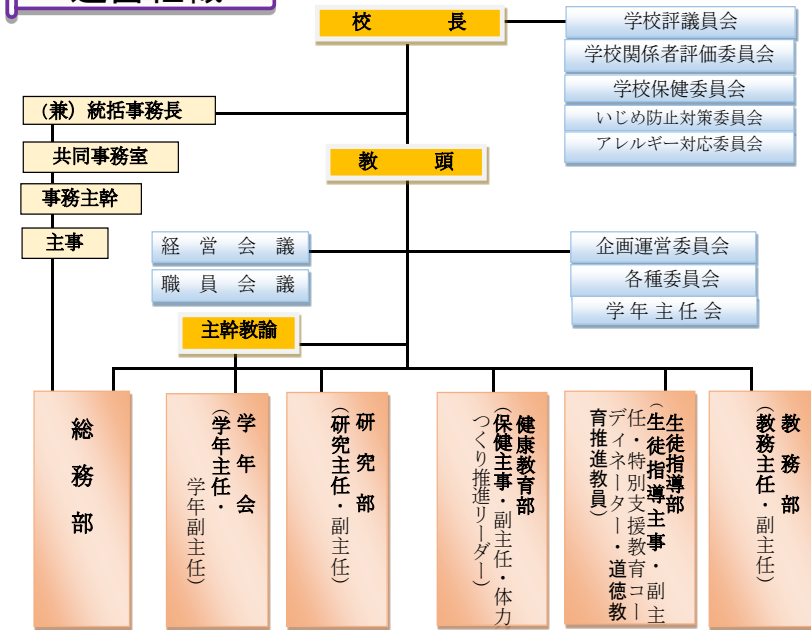 校長
学校評議員会
学校関係者評価委員会
学校保健委員会
いじめ防止対策委員会
アレルギー対応委員会
(兼) 統括事務長
共同事務室
事務主幹
主事
教頭
経営会議
職員会議
企画運営委員会
各種委員会
学年主任会
主幹教諭
教務部
(教務主任・副主任)
生徒指導部
(生徒指導主事・副主
任・特別支援教育コー
ディネーター・道徳教
育推進教員)
健康教育部
(保健主事・副主任・体力
つくり推進リーダー)
研究部
(研究主任・副主任)
学年会
(学年主任・
学年副主任)
総務部